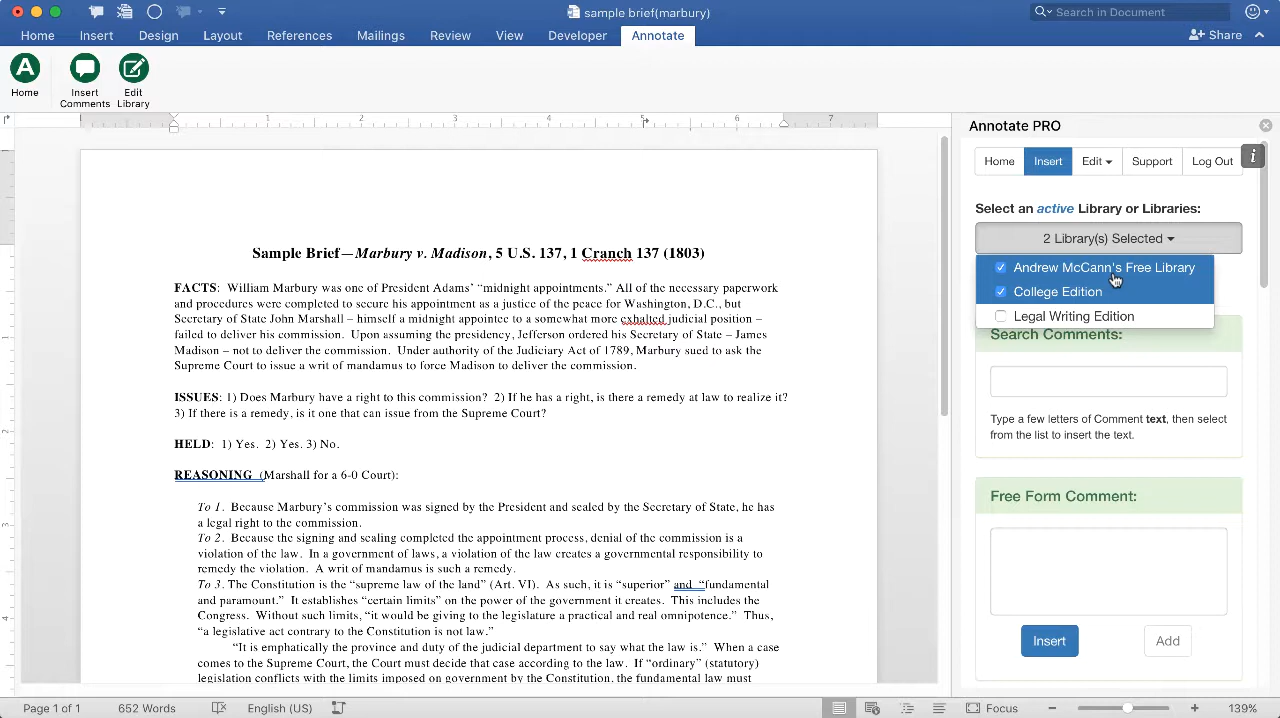 sample brief(marbury)
Search in Document
Home Insert Design Layout References Mailings Review View Developer Annotate
Share
Home
Insert
Comments
Edit
Library
1 2 3 4 5 6 7
Sample Brief—Marbury v. Madison, 5 U.S. 137, 1 Cranch 137 (1803)
FACTS: William Marbury was one of President Adams' “midnight appointments.” All of the necessary paperwork
and procedures were completed to secure his appointment as a justice of the peace for Washington, D.C., but
Secretary of State John Marshall – himself a midnight appointee to a somewhat more exhalted judicial position –
failed to deliver his commission. Upon assuming the presidency, Jefferson ordered his Secretary of State – James
Madison – not to deliver the commission. Under authority of the Judiciary Act of 1789, Marbury sued to ask the
Supreme Court to issue a writ of mandamus to force Madison to deliver the commission.
ISSUES: 1) Does Marbury have a right to this commission? 2) If he has a right, is there a remedy at law to realize it?
3) If there is a remedy, is it one that can issue from the Supreme Court?
HELD: 1) Yes. 2) Yes. 3) No.
REASONING (Marshall for a 6-0 Court):
To 1. Because Marbury's commission was signed by the President and sealed by the Secretary of State, he has
a legal right to the commission.
To 2. Because the signing and sealing completed the appointment process, denial of the commission is a
violation of the law. In a government of laws, a violation of the law creates a governmental responsibility to
remedy the violation. A writ of mandamus is such a remedy.
To 3. The Constitution is the “supreme law of the land” (Art. VI). As such, it is “superior” and “fundamental
and paramount.” It establishes “certain limits” on the power of the government it creates. This includes the
Congress. Without such limits, “it would be giving to the legislature a practical and real omnipotence.” Thus,
“a legislative act contrary to the Constitution is not law.”
“It is emphatically the province and duty of the judicial department to say what the law is.” When a case
comes to the Supreme Court, the Court must decide that case according to the law. If “ordinary” (statutory)
legislation conflicts with the limits imposed on government by the Constitution, the fundamental law must
Annotate PRO
Home Insert Edit Support Log Out
Select an active Library or Libraries:
2 Library(s) Selected
Andrew McCann's Free Library
College Edition
Legal Writing Edition
Search Comments:
Type a few letters of Comment text, then select
from the list to insert the text.
Free Form Comment:
Insert Add
Page 1 of 1 652 Words English (US) Focus 139%